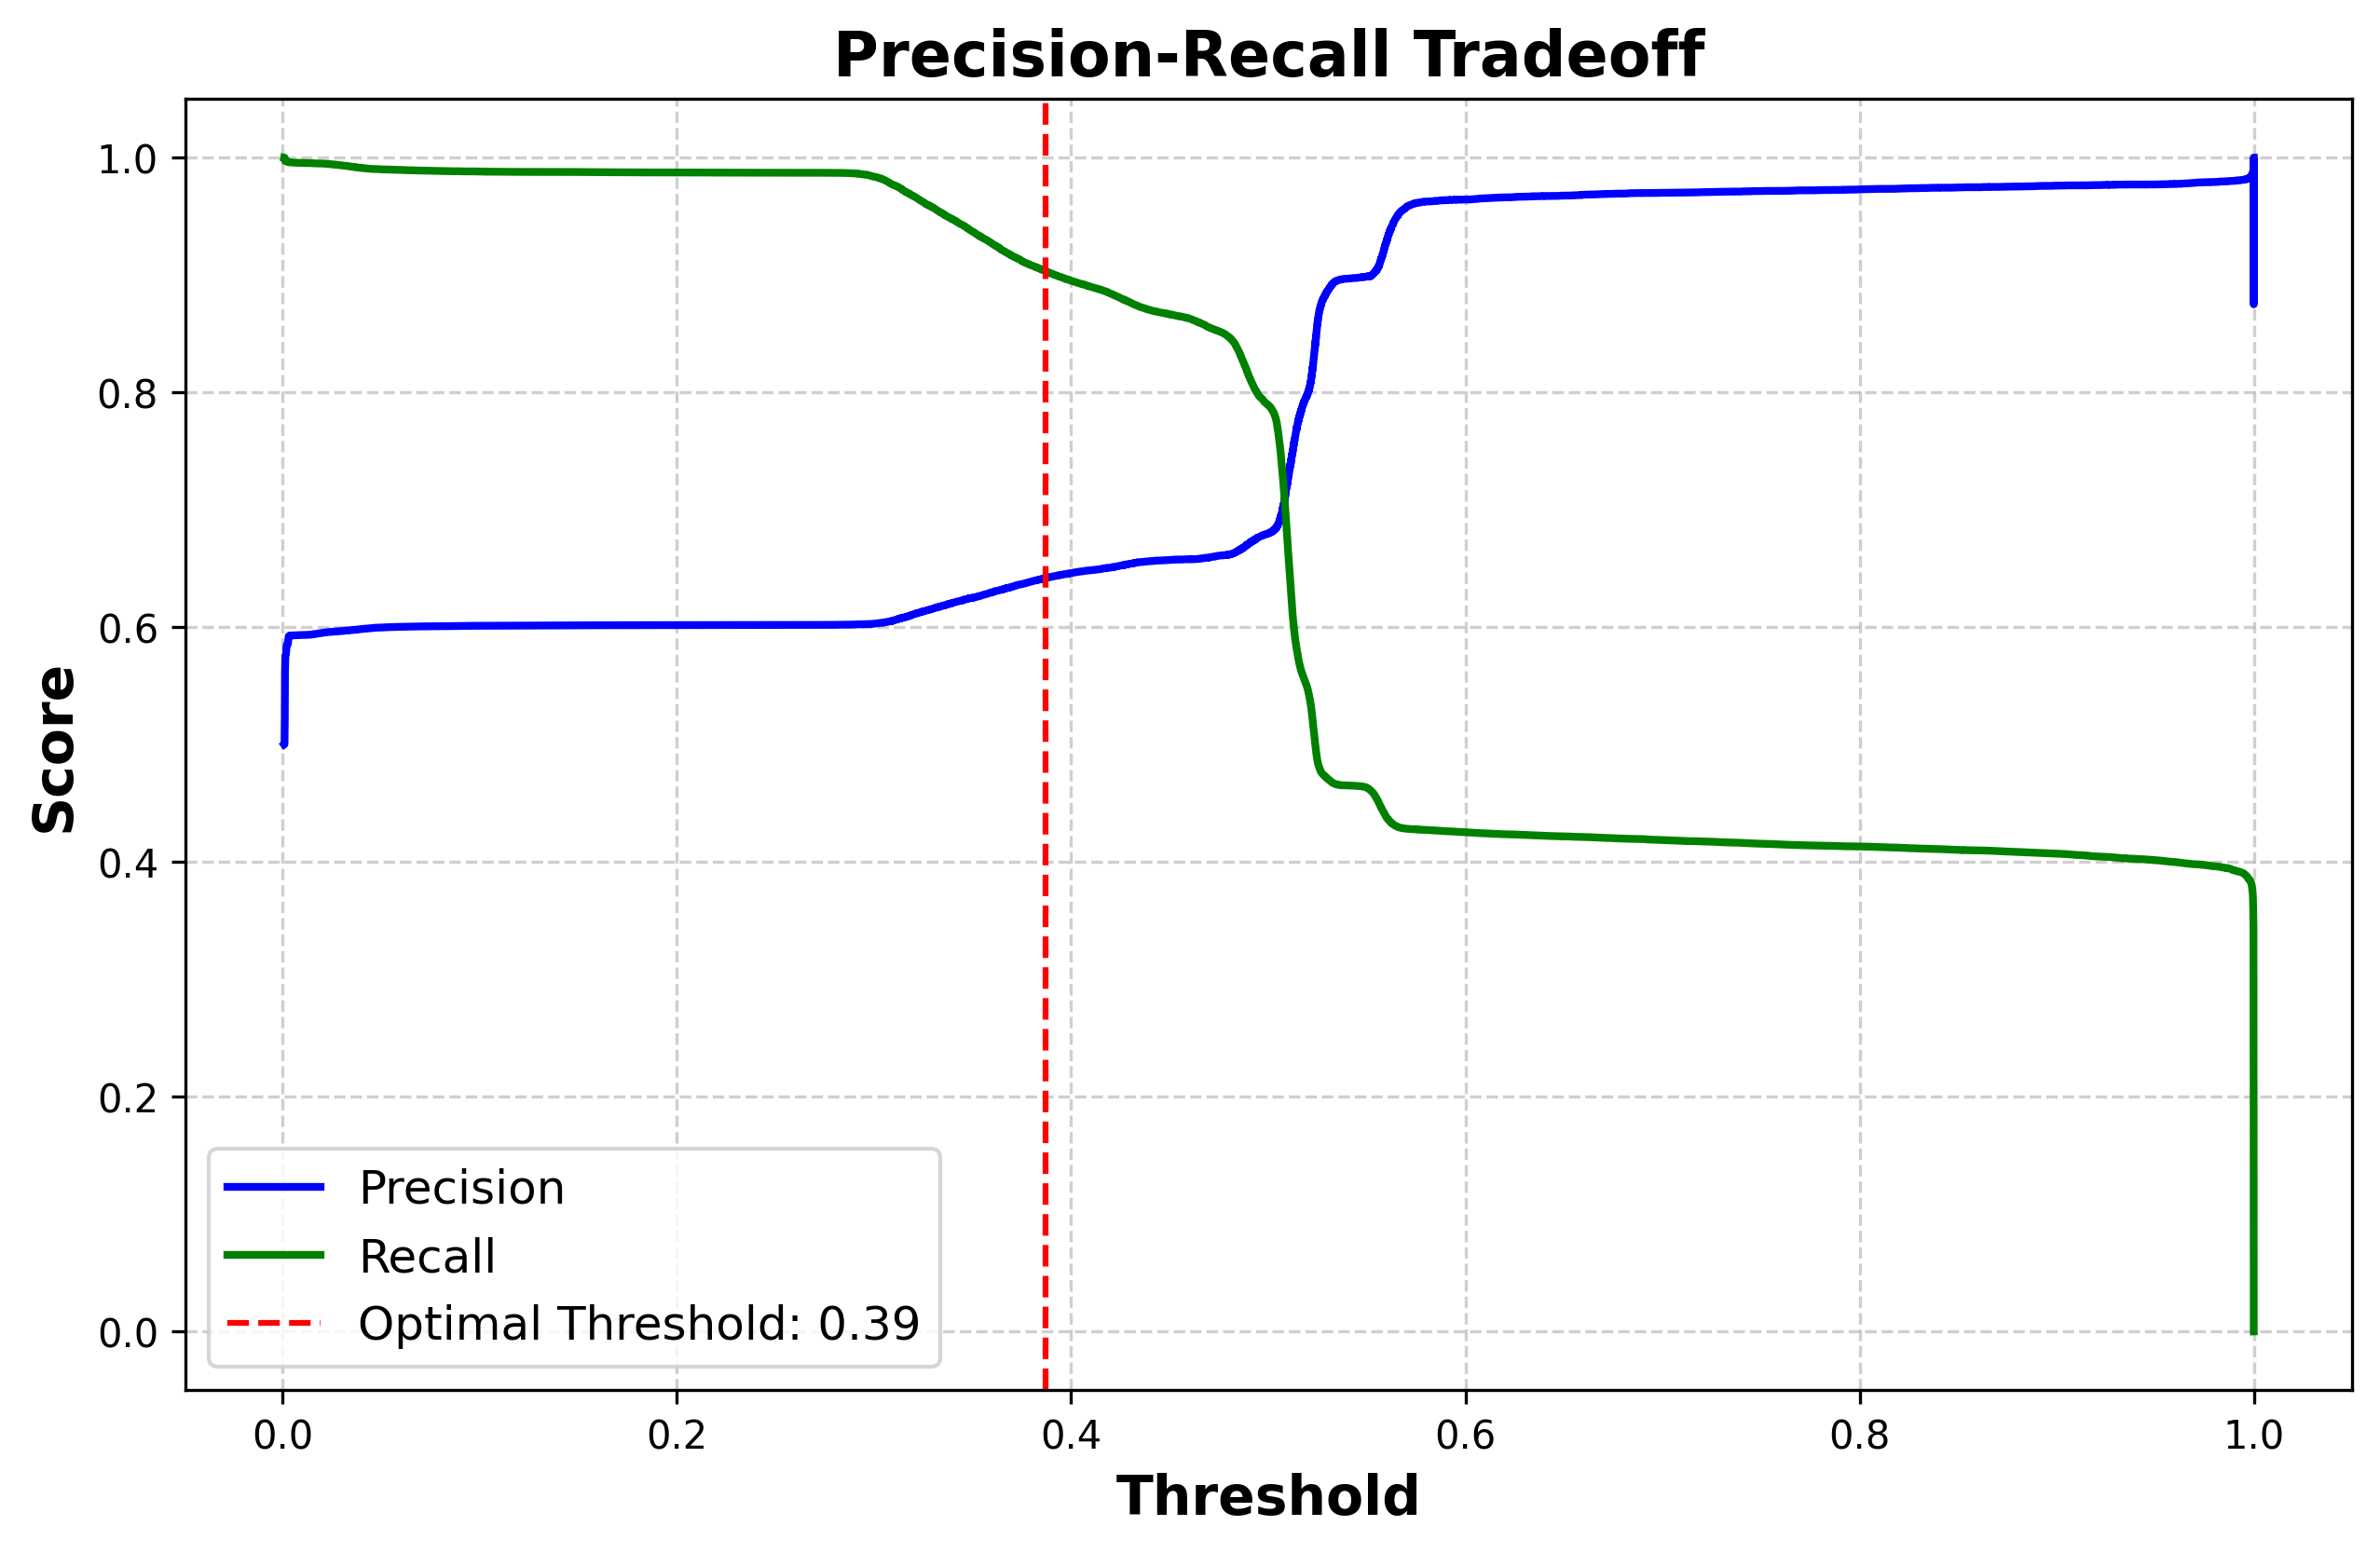 Precision-Recall Tradeoff
Score
1.0
0.8
0.6
0.4
0.2
0.0
Precision
Recall
Optimal Threshold: 0.39
0.0 0.2 0.4 0.6 0.8 1.0
Threshold